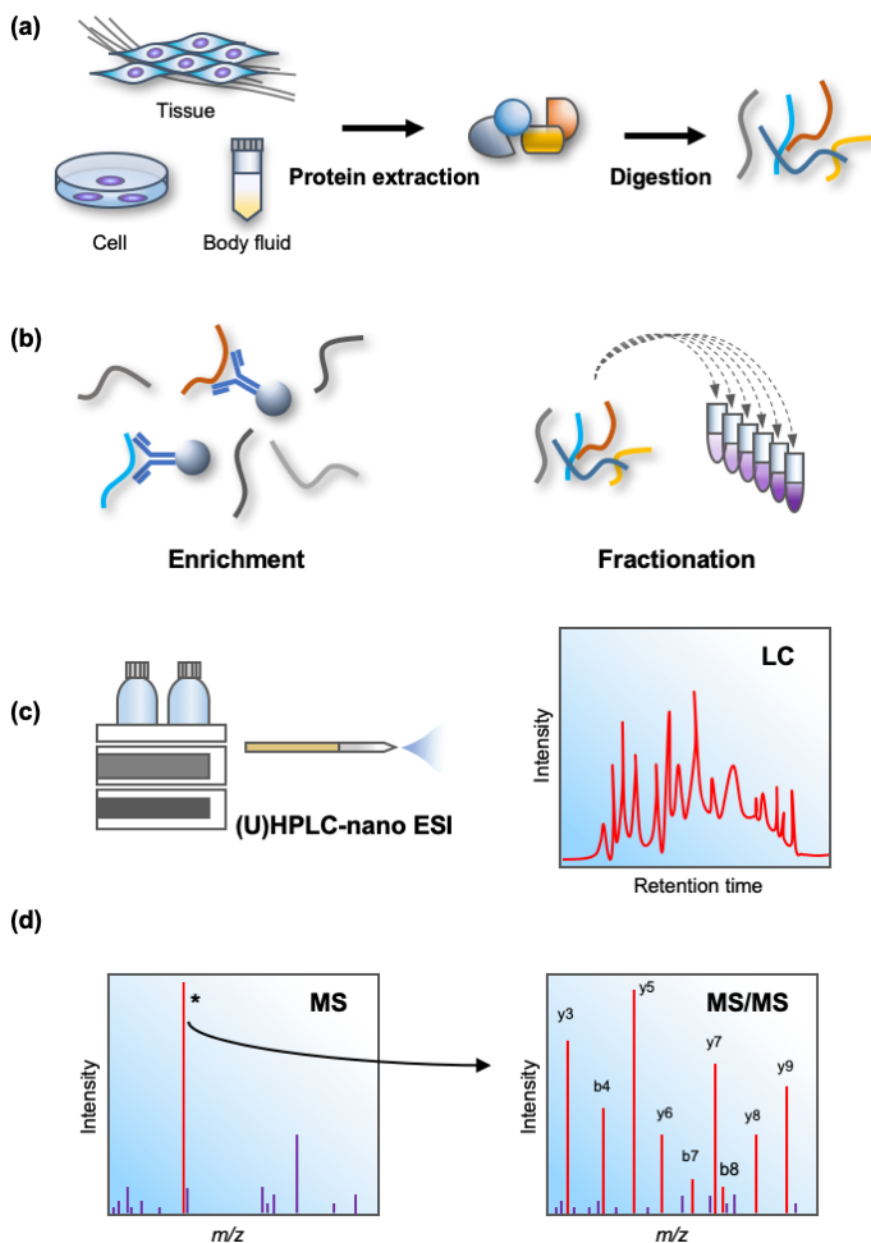 (a)
Tissue
Protein extraction
Digestion
Cell
Body fluid
(b)
Enrichment
Fractionation
(c)
(U)HPLC-nano ESI
LC
Intensity
Retention time
(d)
MS
*
Intensity
m/z
MS/MS
y3
b4
y5
y6
b7
y7
b8
y8
y9
Intensity
m/z